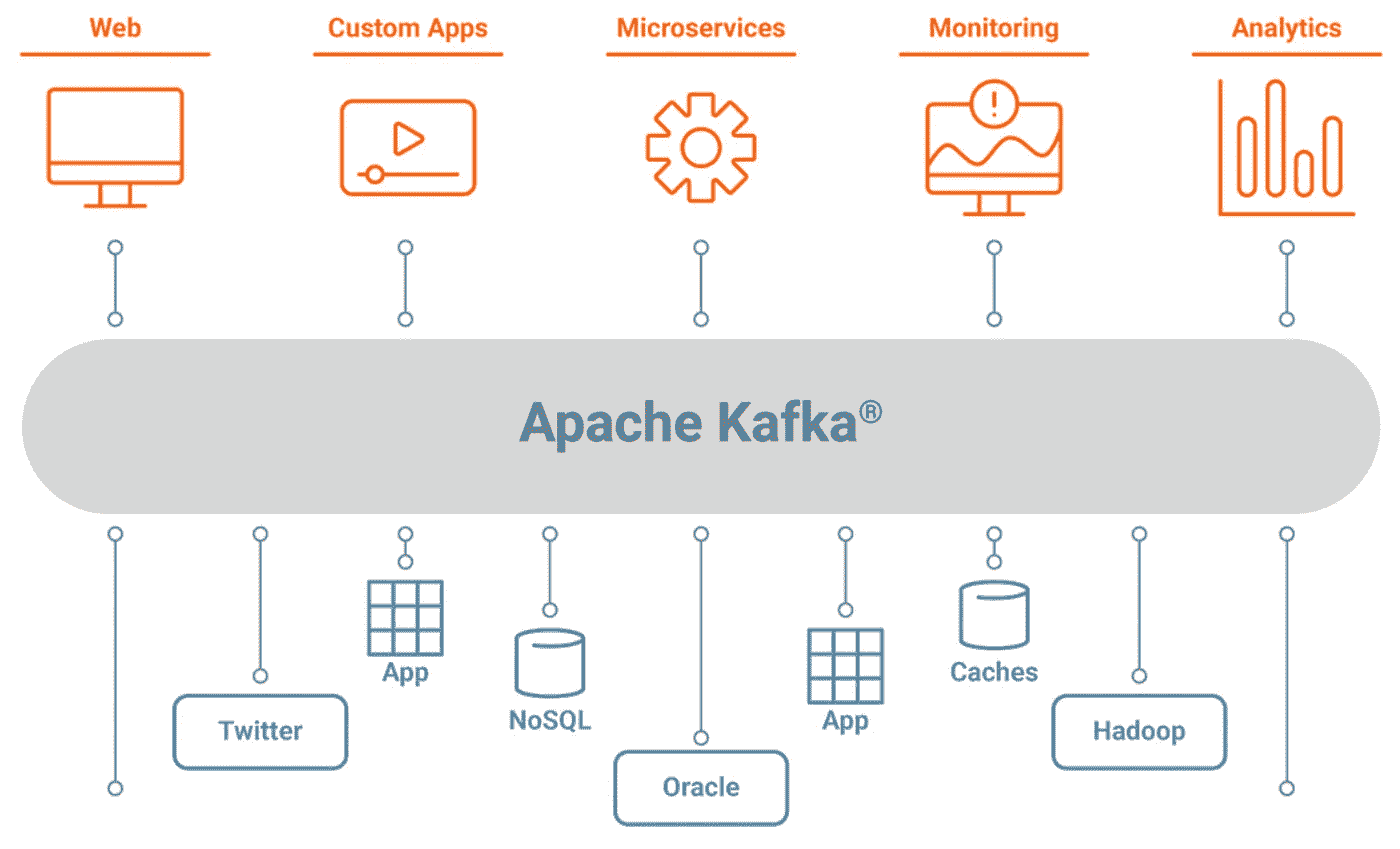 Web
Custom Apps
Microservices
Monitoring
Analytics
!
Apache Kafka®
App
Caches
NoSQL
App
Twitter
Hadoop
Oracle